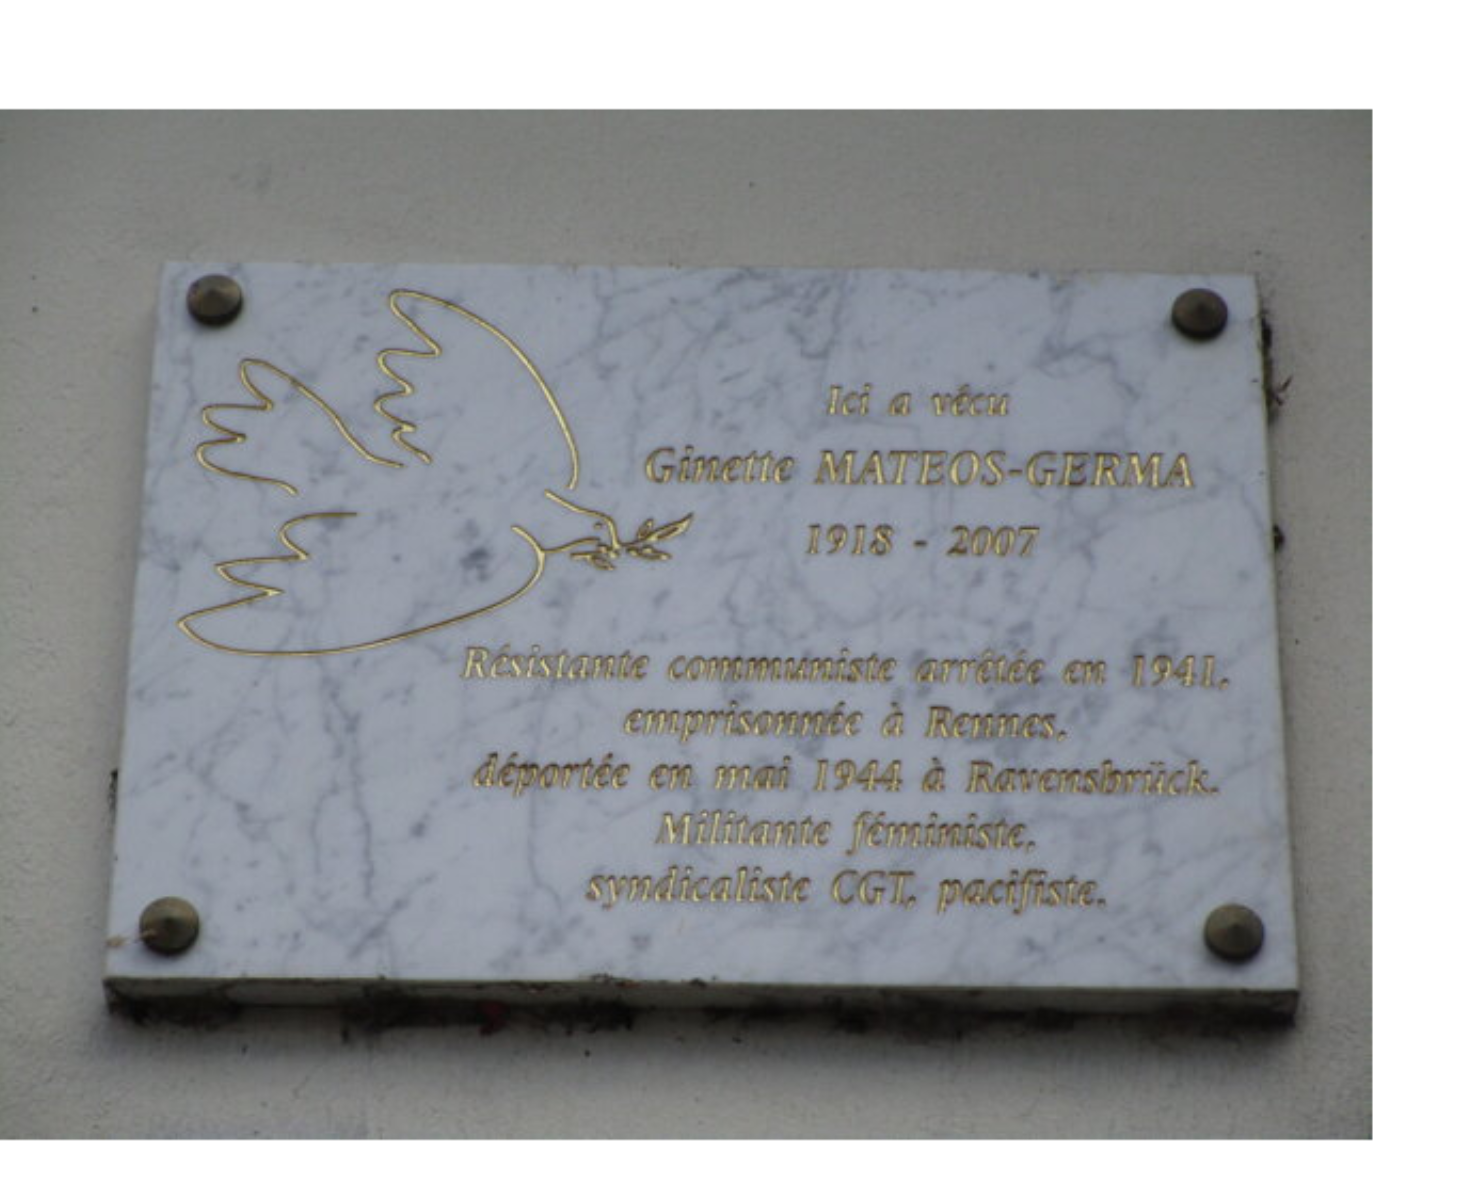 Ici a vécu
Ginette MATEOS-GERMA
1918 - 2007
Résistante communiste arrêtée en 1941,
emprisonnée à Rennes,
déportée en mai 1944 à Ravensbrück.
Militante féministe,
syndicaliste CGT, pacifiste.